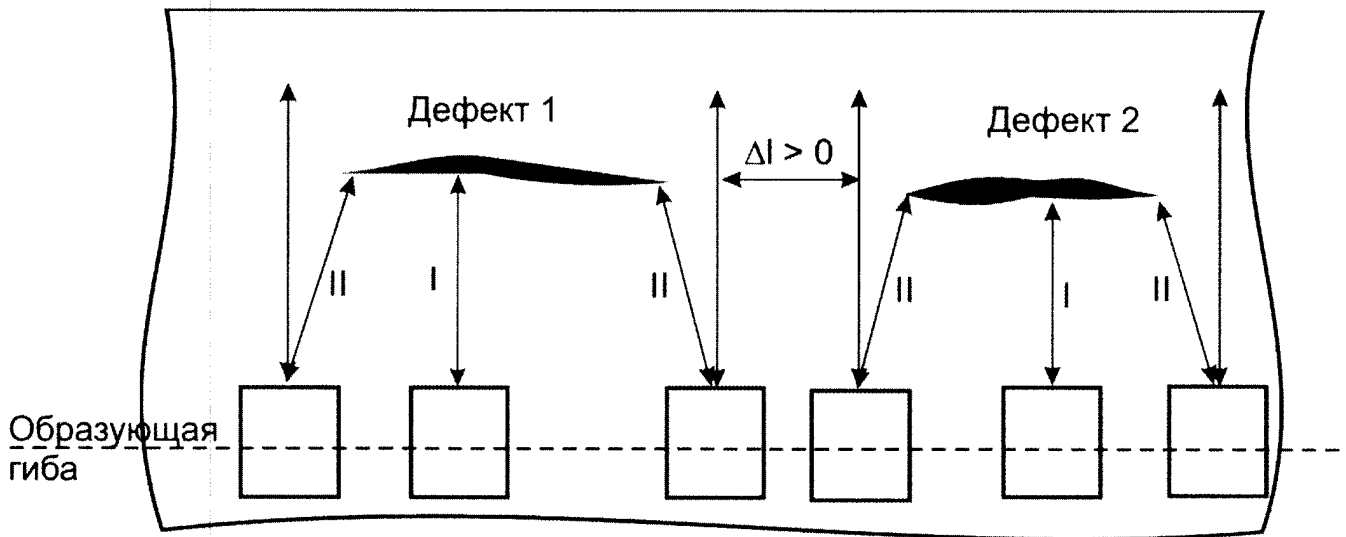 Дефект 1
Дефект 2
Δl > 0
II
I
II
II
I
II
Образующая
гиба